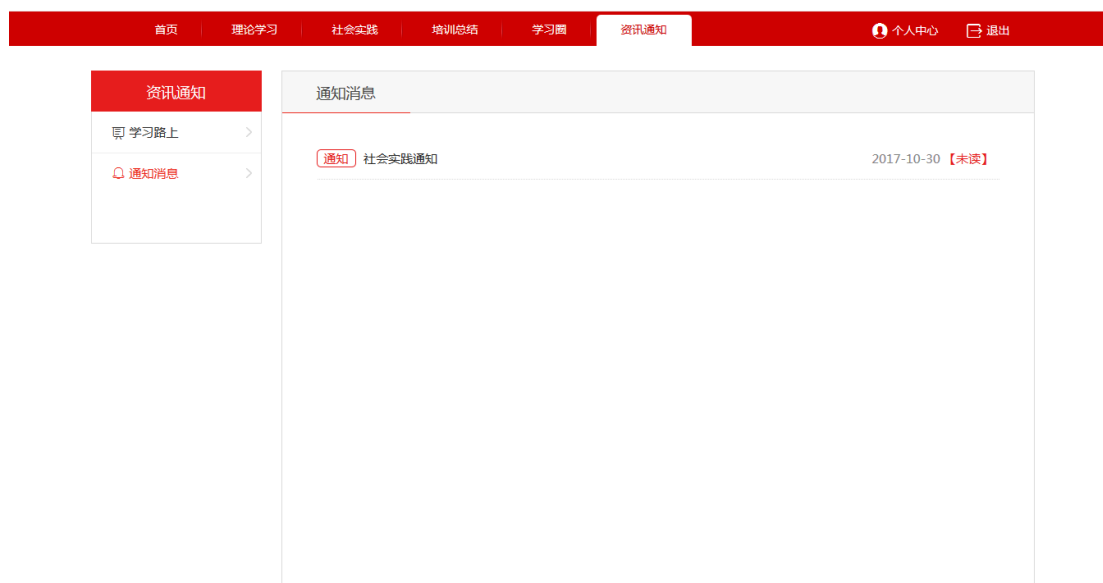 首页 理论学习 社会实践 培训总结 学习圈 资讯通知 个人中心 退出
资讯通知
学习路上
通知消息
通知消息
通知 社会实践通知 2017-10-30【未读】